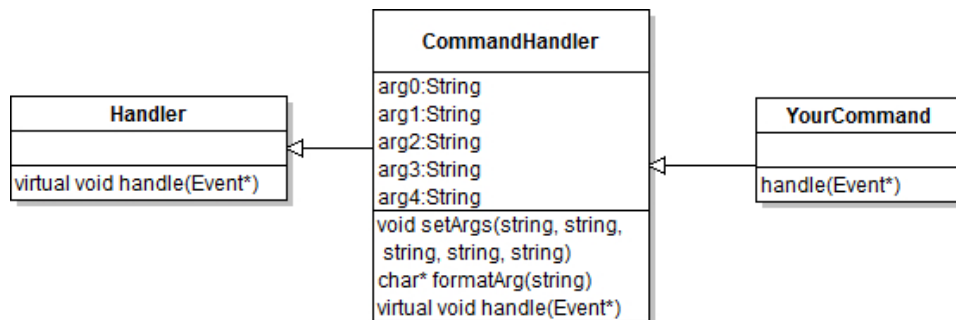 Handler
virtual void handle(Event*)
CommandHandler
arg0:String
arg1:String
arg2:String
arg3:String
arg4:String
void setArgs(string, string,
string, string, string)
char* formatArg(string)
virtual void handle(Event*)
YourCommand
handle(Event*)